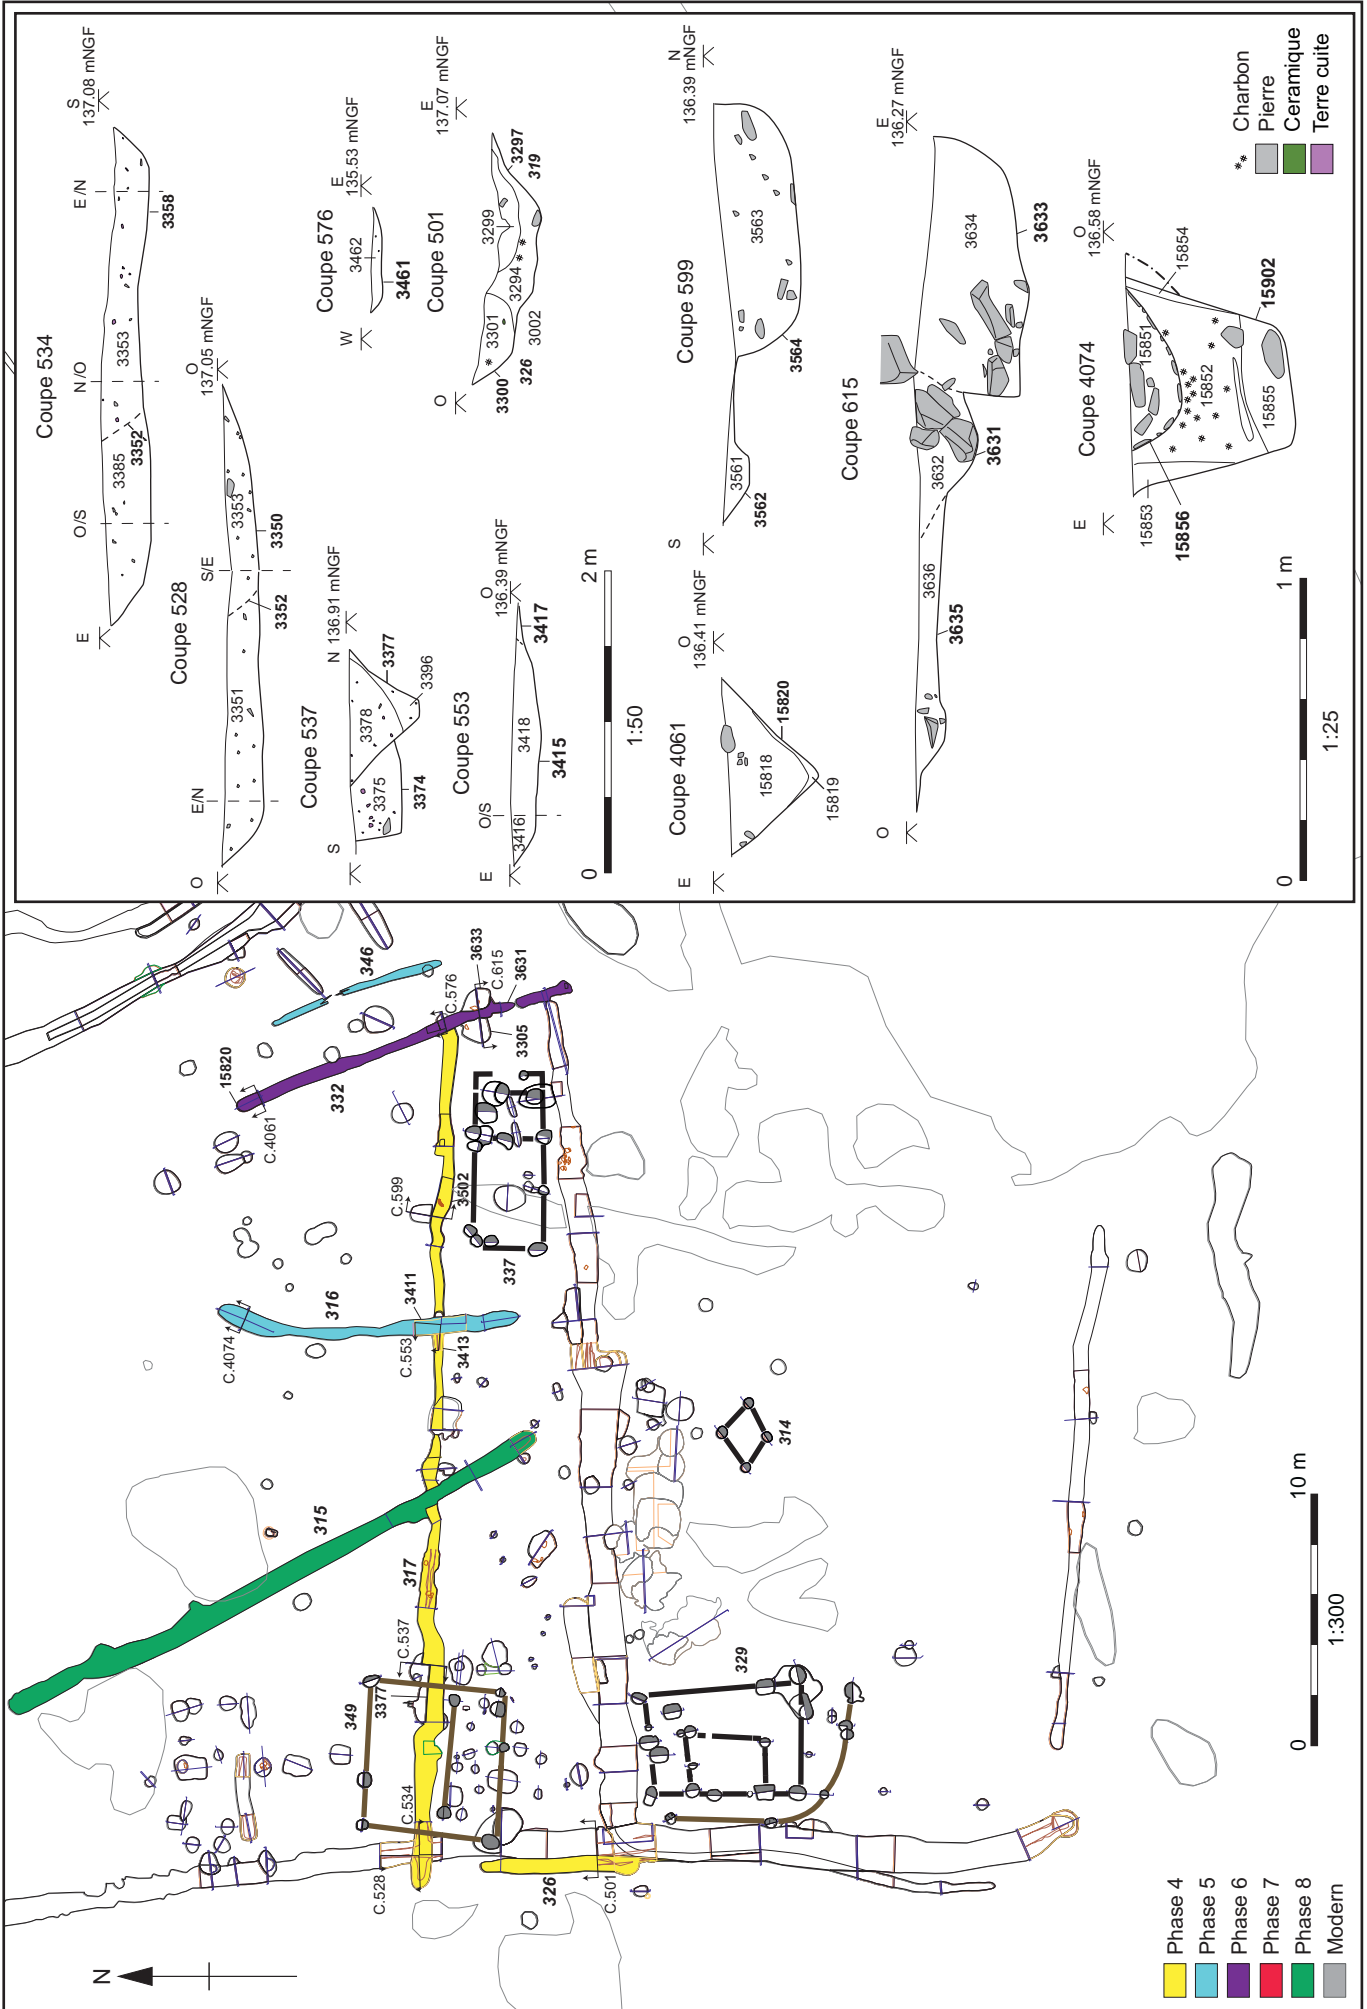 Coupe 534
E
O/S
N/O
E/N
S
137.08 mNGF
3385
3352
3353
3358
Coupe 528
O
E/N
S/E
O
137.05 mNGF
3351
3352
3353
3350
Coupe 537
S
N 136.91 mNGF
3375
3378
3374
3377
3396
Coupe 576
W
E
135.53 mNGF
3462
3461
Coupe 501
O
E
137.07 mNGF
3300
326
3301
3294
3299
3002
3297
319
Coupe 553
E
O/S
O
136.39 mNGF
3416
3418
3415
3417
0
2 m
1:50
Coupe 599
S
N
136.39 mNGF
3561
3562
3563
3564
Coupe 4061
E
O
136.41 mNGF
15818
15820
15819
Coupe 615
O
E
136.27 mNGF
3636
3635
3632
3631
3634
3633
Coupe 4074
E
O
136.58 mNGF
15853
15856
15851
15852
15855
15854
15902
0
1 m
1:25
Charbon
Pierre
Ceramique
Terre cuite
N
C.528
C.534
349
3377
C.537
317
315
326
C.501
329
314
C.4074
316
C.553
3411
3413
C.599
3502
337
C.4061
15820
332
346
C.576
3633
C.615
3631
3305
0
10 m
1:300
Phase 4
Phase 5
Phase 6
Phase 7
Phase 8
Modern